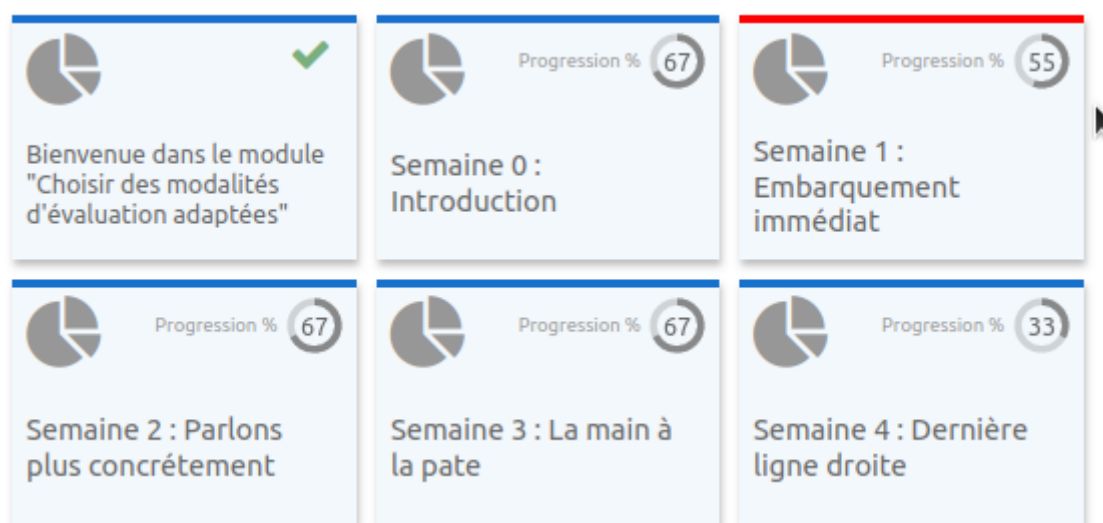 Bienvenue dans le module
"Choisir des modalités
d'évaluation adaptées"
Progression % 67
Semaine 0 :
Introduction
Progression % 55
Semaine 1 :
Embarquement
immédiat
Progression % 67
Semaine 2 : Parlons
plus concrétement
Progression % 67
Semaine 3 : La main à
la pate
Progression % 33
Semaine 4 : Dernière
ligne droite